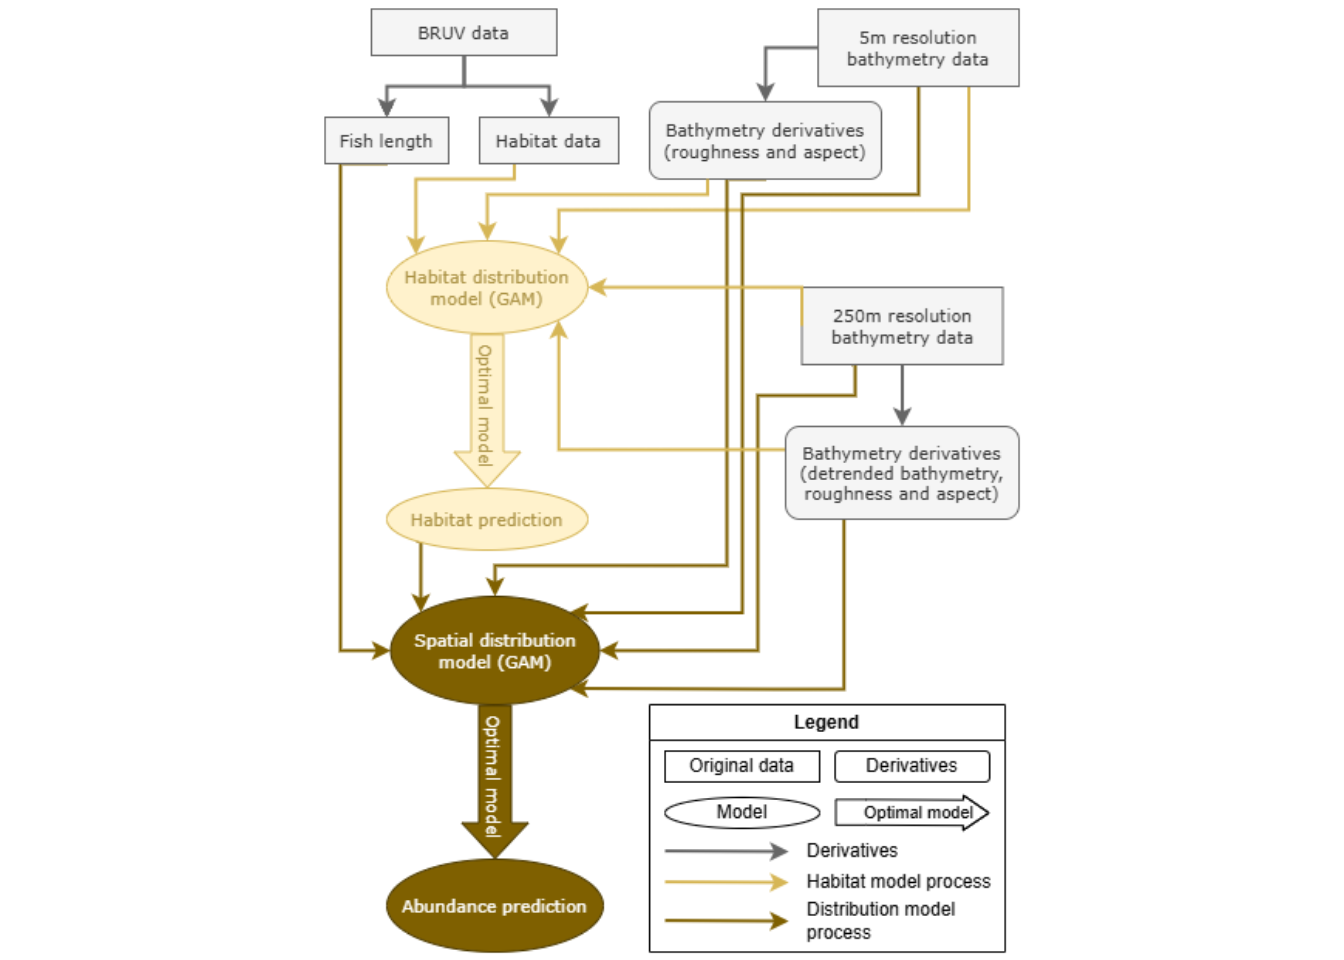 BRUV data
5m resolution
bathymetry data
Fish length
Habitat data
Bathymetry derivatives
(roughness and aspect)
Habitat distribution
model (GAM)
250m resolution
bathymetry data
Optimal model
Bathymetry derivatives
(detrended bathymetry,
roughness and aspect)
Habitat prediction
Spatial distribution
model (GAM)
Optimal model
Abundance prediction
Legend
Original data
Derivatives
Model
Optimal model
Derivatives
Habitat model process
Distribution model
process